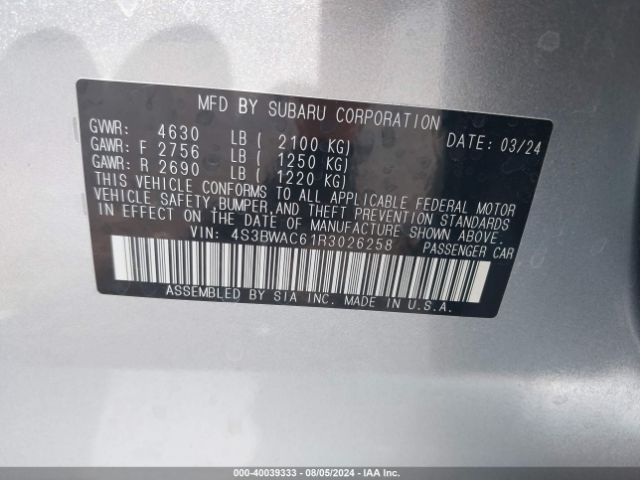 MFD BY SUBARU CORPORATION
GVWR: 4630 LB ( 2100 KG) DATE: 03/24
GAWR: F 2756 LB ( 1250 KG)
GAWR: R 2690 LB ( 1220 KG)
THIS VEHICLE CONFORMS TO ALL APPLICABLE FEDERAL MOTOR
VEHICLE SAFETY, BUMPER, AND THEFT PREVENTION STANDARDS
IN EFFECT ON THE DATE OF MANUFACTURE SHOWN ABOVE.
VIN: 4S3BWAC61R3026258 PASSENGER CAR
ASSEMBLED BY SIA INC. MADE IN U.S.A.
000-40039333 - 08/05/2024 - IAAI.COM